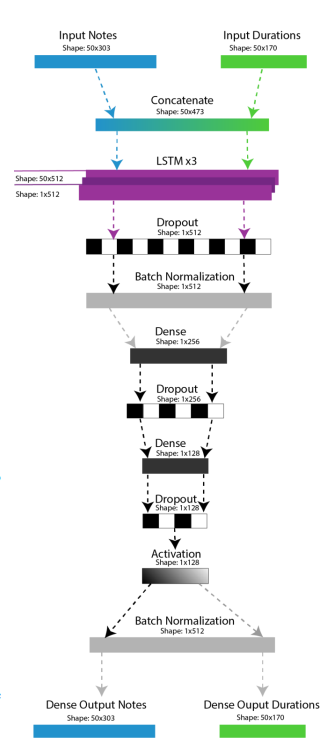 Input Notes
Shape: 50x303
Input Durations
Shape: 50x170
Concatenate
Shape: 50x473
LSTM x3
Shape: 50x512
Shape: 1x512
Dropout
Shape: 1x512
Batch Normalization
Shape: 1x512
Dense
Shape: 1x256
Dropout
Shape: 1x256
Dense
Shape: 1x128
Dropout
Shape: 1x128
Activation
Shape: 1x128
Batch Normalization
Shape: 1x512
Dense Output Notes
Shape: 50x303
Dense Ouput Durations
Shape: 50x170